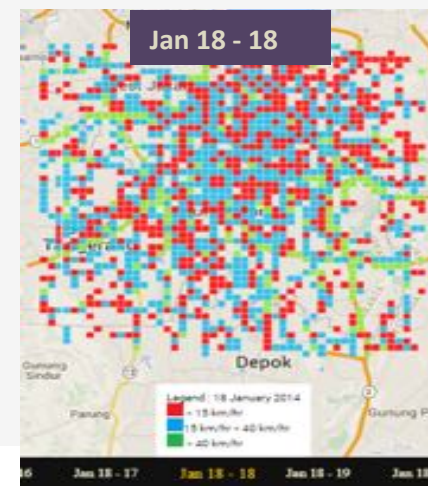 Jan 18 - 18
Depok
Gunung
Sindur
Parung
Gunung P
Legend : 18 January 2014
< 15 km/hr
15 km/hr - 40 km/hr
> 40 km/hr
16
Jan 18 - 17
Jan 18 - 18
Jan 18 - 19
Jan 18